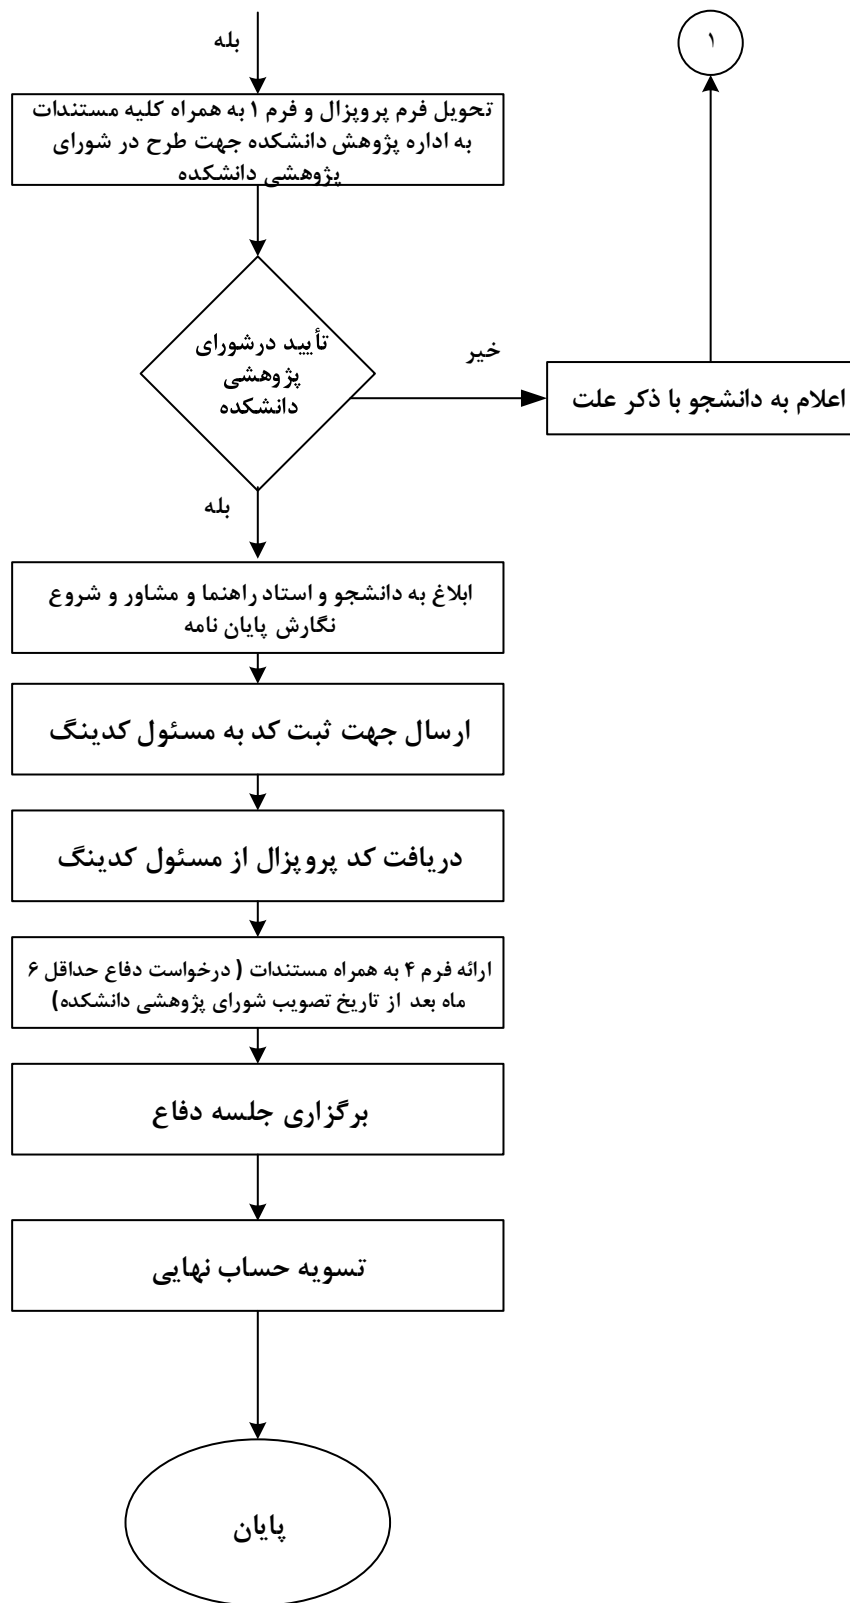 بله
۱
تحویل فرم پروپزال و فرم ۱ به همراه کلیه مستندات
به اداره پژوهش دانشکده جهت طرح در شورای
پژوهشی دانشکده
تأیید درشورای
پژوهشی
دانشکده
خیر
اعلام به دانشجو با ذکر علت
بله
ابلاغ به دانشجو و استاد راهنما و مشاور و شروع
نگارش پایان نامه
ارسال جهت ثبت کد به مسئول کدینگ
دریافت کد پروپزال از مسئول کدینگ
ارائه فرم ۴ به همراه مستندات ( درخواست دفاع حداقل ۶
ماه بعد از تاریخ تصویب شورای پژوهشی دانشکده)
برگزاری جلسه دفاع
تسویه حساب نهایی
پایان